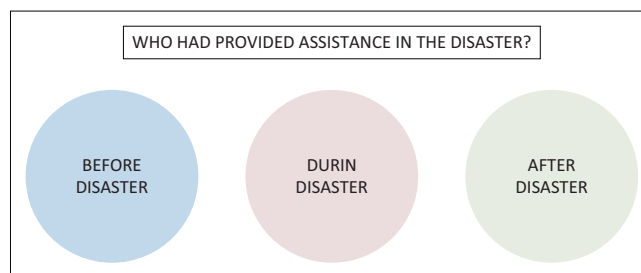 WHO HAD PROVIDED ASSISTANCE IN THE DISASTER?
BEFORE
DISASTER
DURIN
DISASTER
AFTER
DISASTER